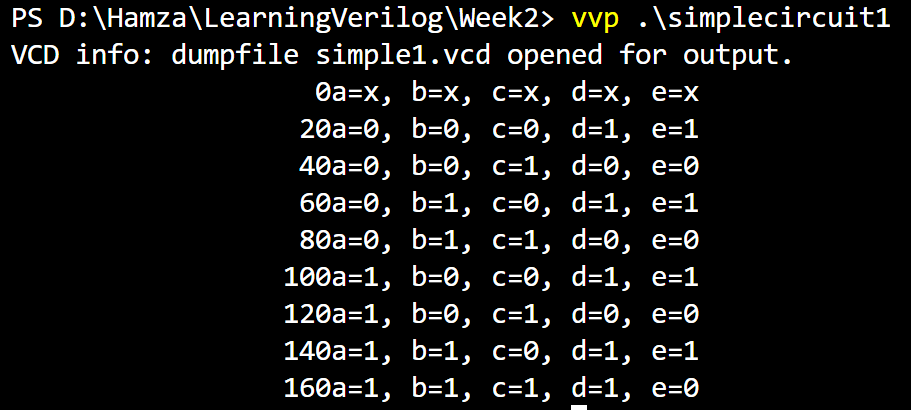 PS D:\Hamza\LearningVerilog\Week2> vvp .\simplecircuit1
VCD info: dumpfile simple1.vcd opened for output.
0a=x, b=x, c=x, d=x, e=x
20a=0, b=0, c=0, d=1, e=1
40a=0, b=0, c=1, d=0, e=0
60a=0, b=1, c=0, d=1, e=1
80a=0, b=1, c=1, d=0, e=0
100a=1, b=0, c=0, d=1, e=1
120a=1, b=0, c=1, d=0, e=0
140a=1, b=1, c=0, d=1, e=1
160a=1, b=1, c=1, d=1, e=0